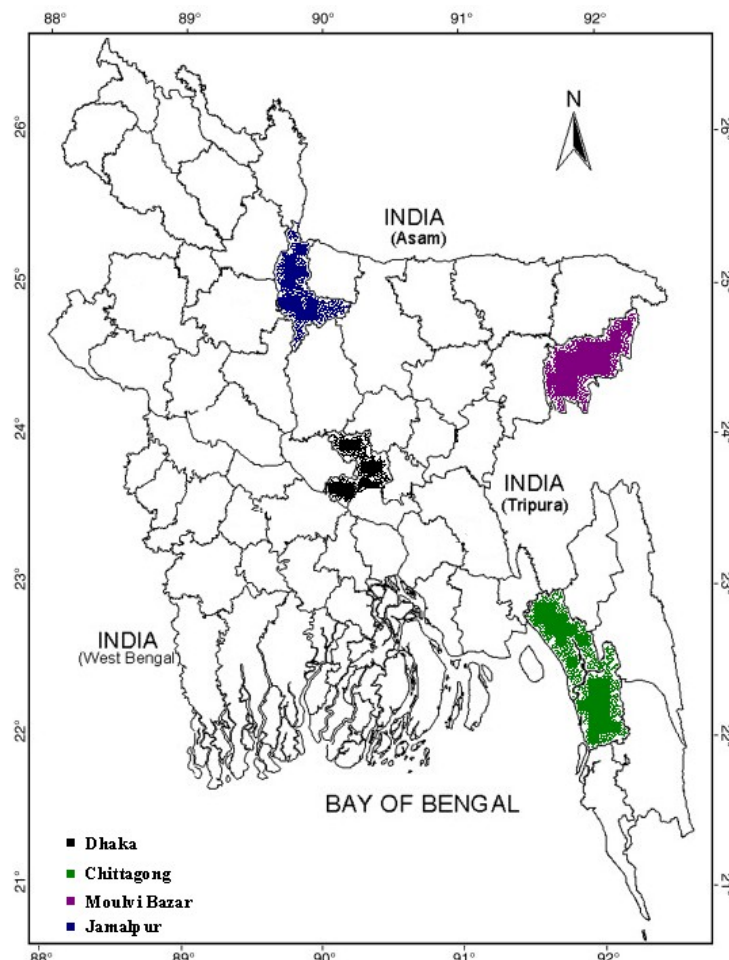 88° 89° 90° 91° 92°
N
26°
INDIA
(Asam)
25°
24°
INDIA
(Tripura)
23°
INDIA
(West Bengal)
22°
BAY OF BENGAL
Dhaka
Chittagong
Moulvi Bazar
Jamalpur
21°
88° 89° 90° 91° 92°